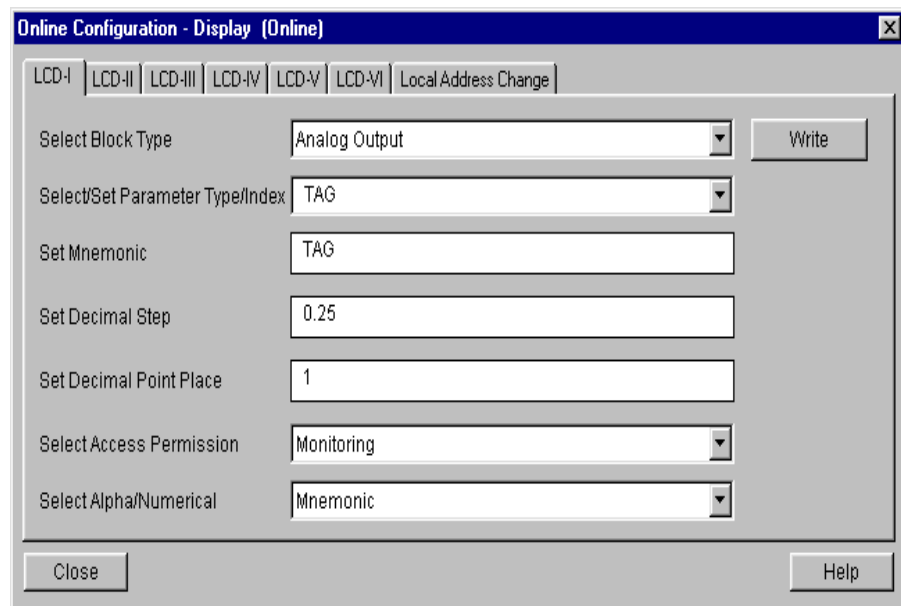 Online Configuration - Display (Online)
LCD-I LCD-II LCD-III LCD-IV LCD-V LCD-VI Local Address Change
Select Block Type Analog Output Write
Select/Set Parameter Type/Index TAG
Set Mnemonic TAG
Set Decimal Step 0.25
Set Decimal Point Place 1
Select Access Permission Monitoring
Select Alpha/Numerical Mnemonic
Close Help